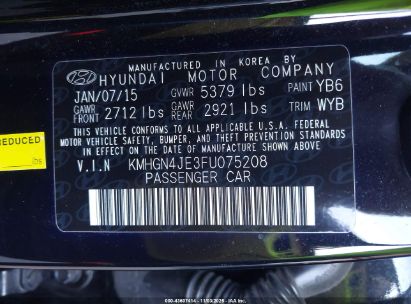 MANUFACTURED IN KOREA BY
HYUNDAI MOTOR COMPANY
JAN/07/15 GVWR 5379 lbs PAINT YB6
GAWR FRONT 2712 lbs GAWR REAR 2921 lbs TRIM WYB
THIS VEHICLE CONFORMS TO ALL APPLICABLE U.S.A. FEDERAL
MOTOR VEHICLE SAFETY, BUMPER, AND THEFT PREVENTION
STANDARDS IN EFFECT ON THE DATE OF MANUFACTURE SHOWN ABOVE.
V.I.N KMHGN4JE3FU075208
PASSENGER CAR
REDUCED
lbs